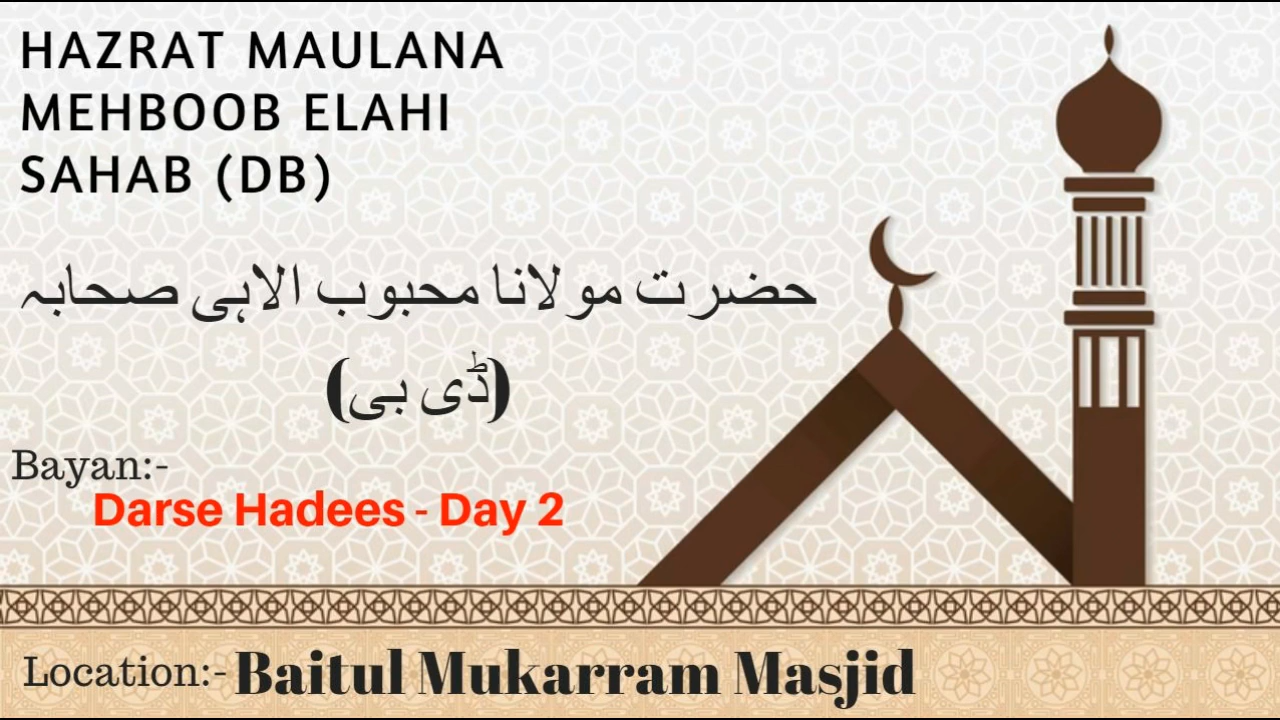 HAZRAT MAULANA
MEHBOOB ELAHI
SAHAB (DB)
حضرت مولانا محبوب الاہی صحابہ
(ڈی بی)
Bayan:-
Darse Hadees - Day 2
Location:- Baitul Mukarram Masjid